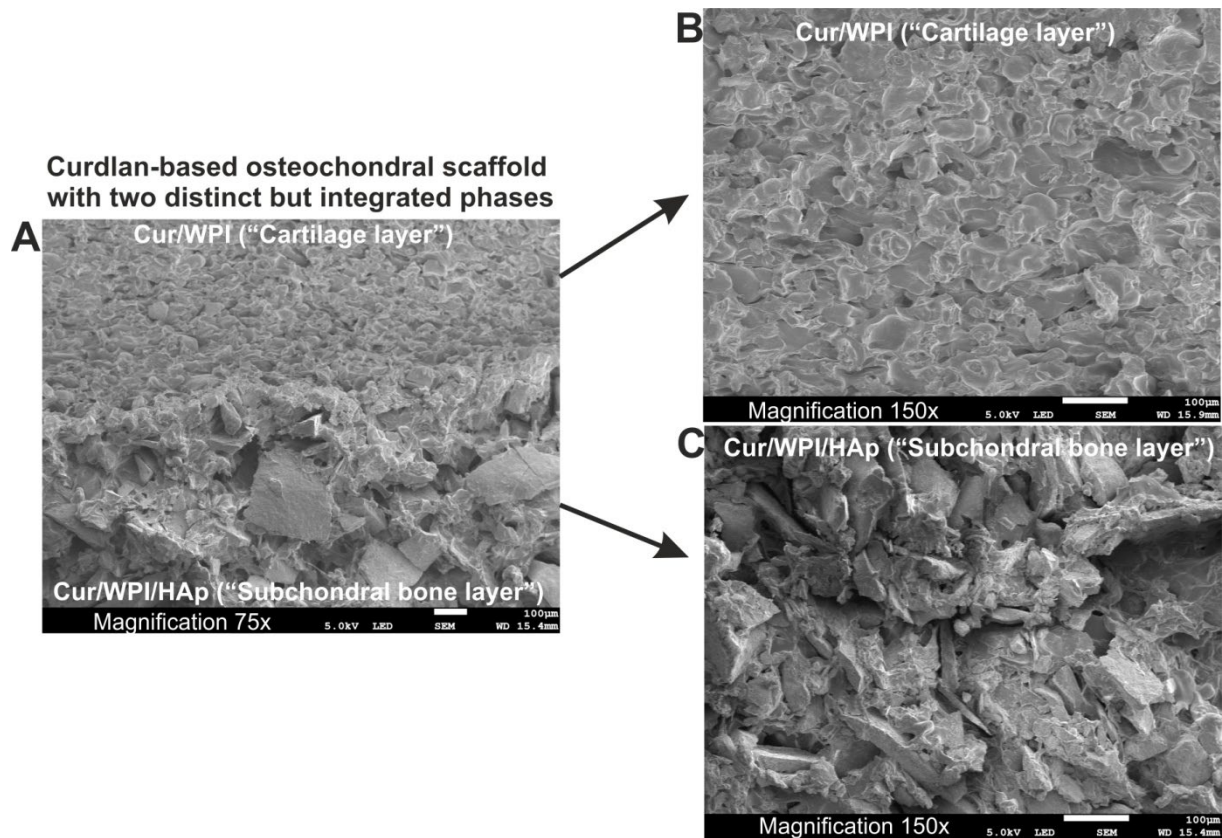 Curdlan-based osteochondral scaffold
with two distinct but integrated phases
A
Cur/WPI (“Cartilage layer”)
Cur/WPI/HAp (“Subchondral bone layer”)
Magnification 75x 5.0kV LED SEM 100µm WD 15.4mm
B
Cur/WPI (“Cartilage layer”)
Magnification 150x 5.0kV LED SEM 100µm WD 15.9mm
C
Cur/WPI/HAp (“Subchondral bone layer”)
Magnification 150x 5.0kV LED SEM 100µm WD 15.4mm